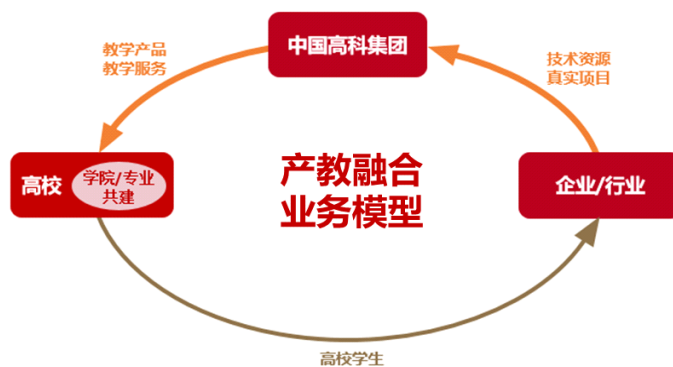 中国高科集团
教学产品
教学服务
技术资源
真实项目
高校
学院/专业
共建
产教融合
业务模型
企业/行业
高校学生